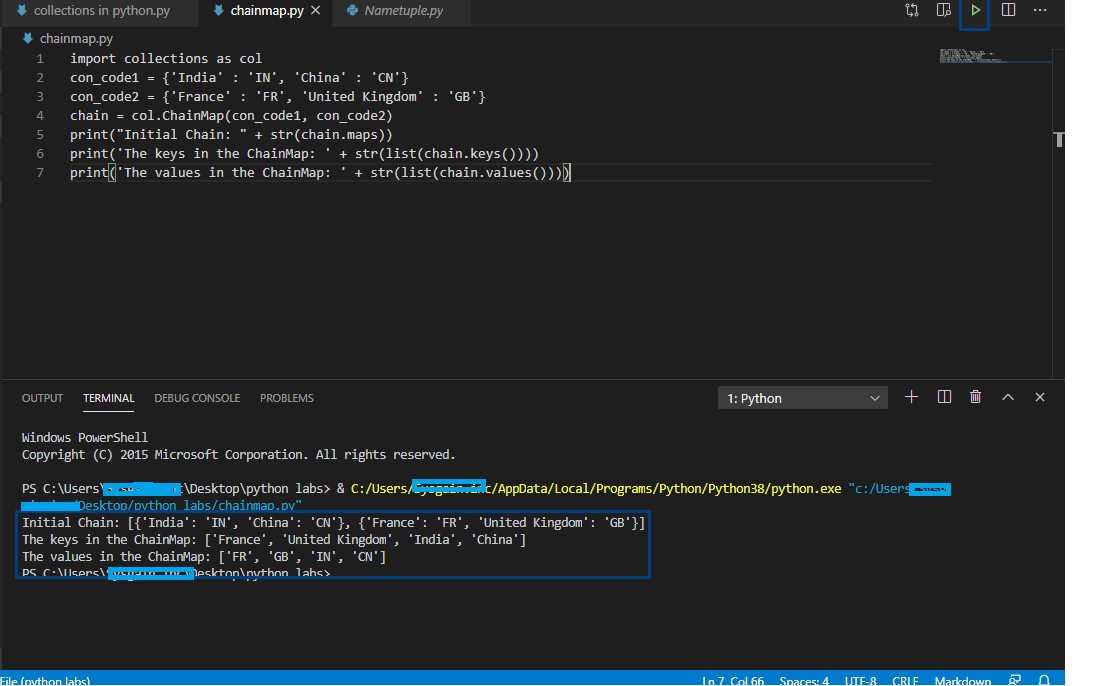 collections in python.py chainmap.py Nametuple.py
chainmap.py
1 import collections as col
2 con_code1 = {'India' : 'IN', 'China' : 'CN'}
3 con_code2 = {'France' : 'FR', 'United Kingdom' : 'GB'}
4 chain = col.ChainMap(con_code1, con_code2)
5 print("Initial Chain: " + str(chain.maps))
6 print('The keys in the ChainMap: ' + str(list(chain.keys())))
7 print('The values in the ChainMap: ' + str(list(chain.values())))
OUTPUT TERMINAL DEBUG CONSOLE PROBLEMS 1: Python
Windows PowerShell
Copyright (C) 2015 Microsoft Corporation. All rights reserved.
PS C:\Users\ \Desktop\python labs> & C:/Users/ /AppData/Local/Programs/Python/Python38/python.exe "c:/Users
/Desktop/python labs/chainmap.py"
Initial Chain: [{'India': 'IN', 'China': 'CN'}, {'France': 'FR', 'United Kingdom': 'GB'}]
The keys in the ChainMap: ['France', 'United Kingdom', 'India', 'China']
The values in the ChainMap: ['FR', 'GB', 'IN', 'CN']
PS C:\Users\ \Desktop\python labs>
File (python labs) Ln 7, Col 66 Spaces: 4 UTF-8 CRLF Markdown